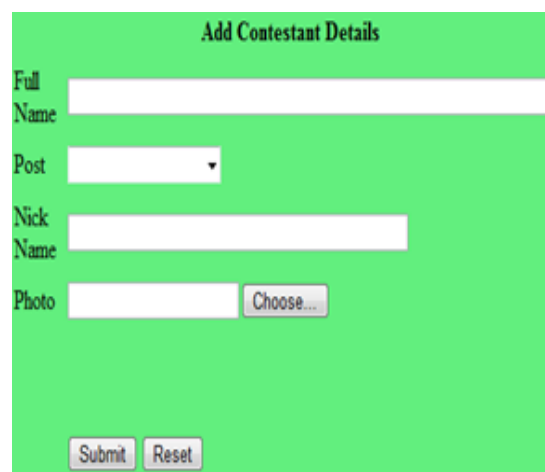 Add Contestant Details
Full
Name
Post
Nick
Name
Photo
Choose...
Submit
Reset